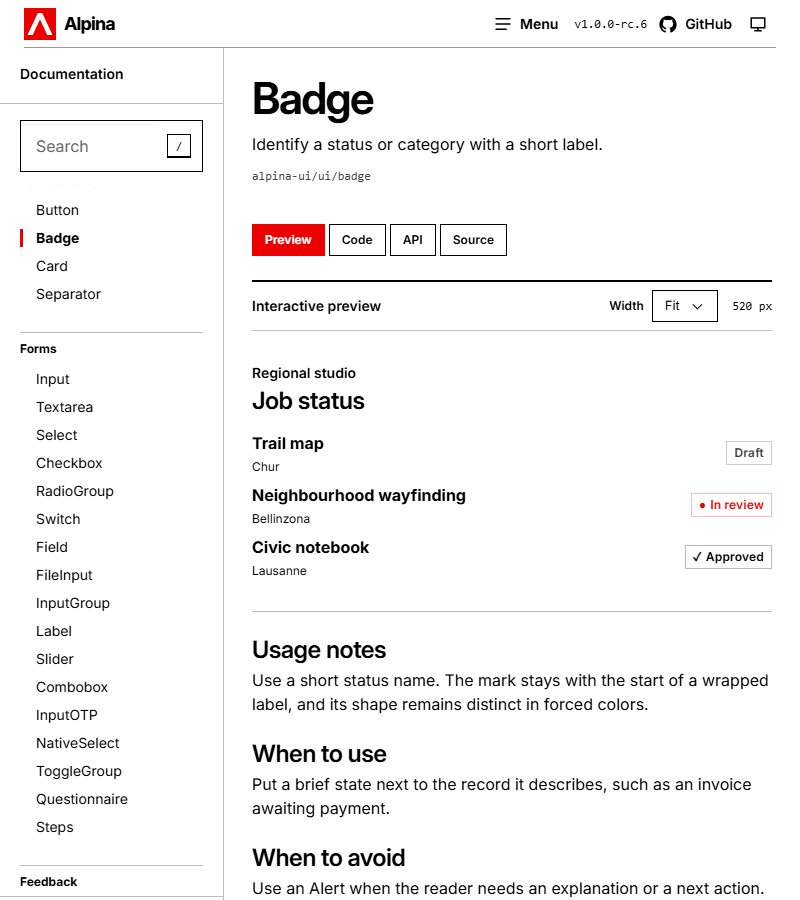 Alpina
Menu
v1.0.0-rc.6
GitHub
Documentation
Search
/
Button
Badge
Card
Separator
Forms
Input
Textarea
Select
Checkbox
RadioGroup
Switch
Field
FileInput
InputGroup
Label
Slider
Combobox
InputOTP
NativeSelect
ToggleGroup
Questionnaire
Steps
Feedback
Badge
Identify a status or category with a short label.
alpina-ui/ui/badge
Preview
Code
API
Source
Interactive preview
Width
Fit
520 px
Regional studio
Job status
Trail map
Chur
Draft
Neighbourhood wayfinding
Bellinzona
• In review
Civic notebook
Lausanne
✓ Approved
Usage notes
Use a short status name. The mark stays with the start of a wrapped
label, and its shape remains distinct in forced colors.
When to use
Put a brief state next to the record it describes, such as an invoice
awaiting payment.
When to avoid
Use an Alert when the reader needs an explanation or a next action.